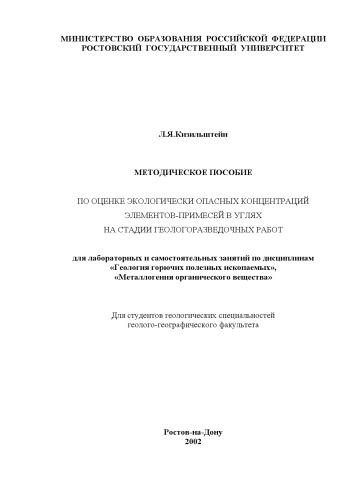 МИНИСТЕРСТВО ОБРАЗОВАНИЯ РОССИЙСКОЙ ФЕДЕРАЦИИ
РОСТОВСКИЙ ГОСУДАРСТВЕННЫЙ УНИВЕРСИТЕТ
Л.Я.Кизильштейн
МЕТОДИЧЕСКОЕ ПОСОБИЕ
ПО ОЦЕНКЕ ЭКОЛОГИЧЕСКИ ОПАСНЫХ КОНЦЕНТРАЦИЙ
ЭЛЕМЕНТОВ-ПРИМЕСЕЙ В УГЛЯХ
НА СТАДИИ ГЕОЛОГОРАЗВЕДОЧНЫХ РАБОТ
для лабораторных и самостоятельных занятий по дисциплинам
«Геология горючих полезных ископаемых»,
«Металлогения органического вещества»
Для студентов геологических специальностей
геолого-географического факультета
Ростов-на-Дону
2002